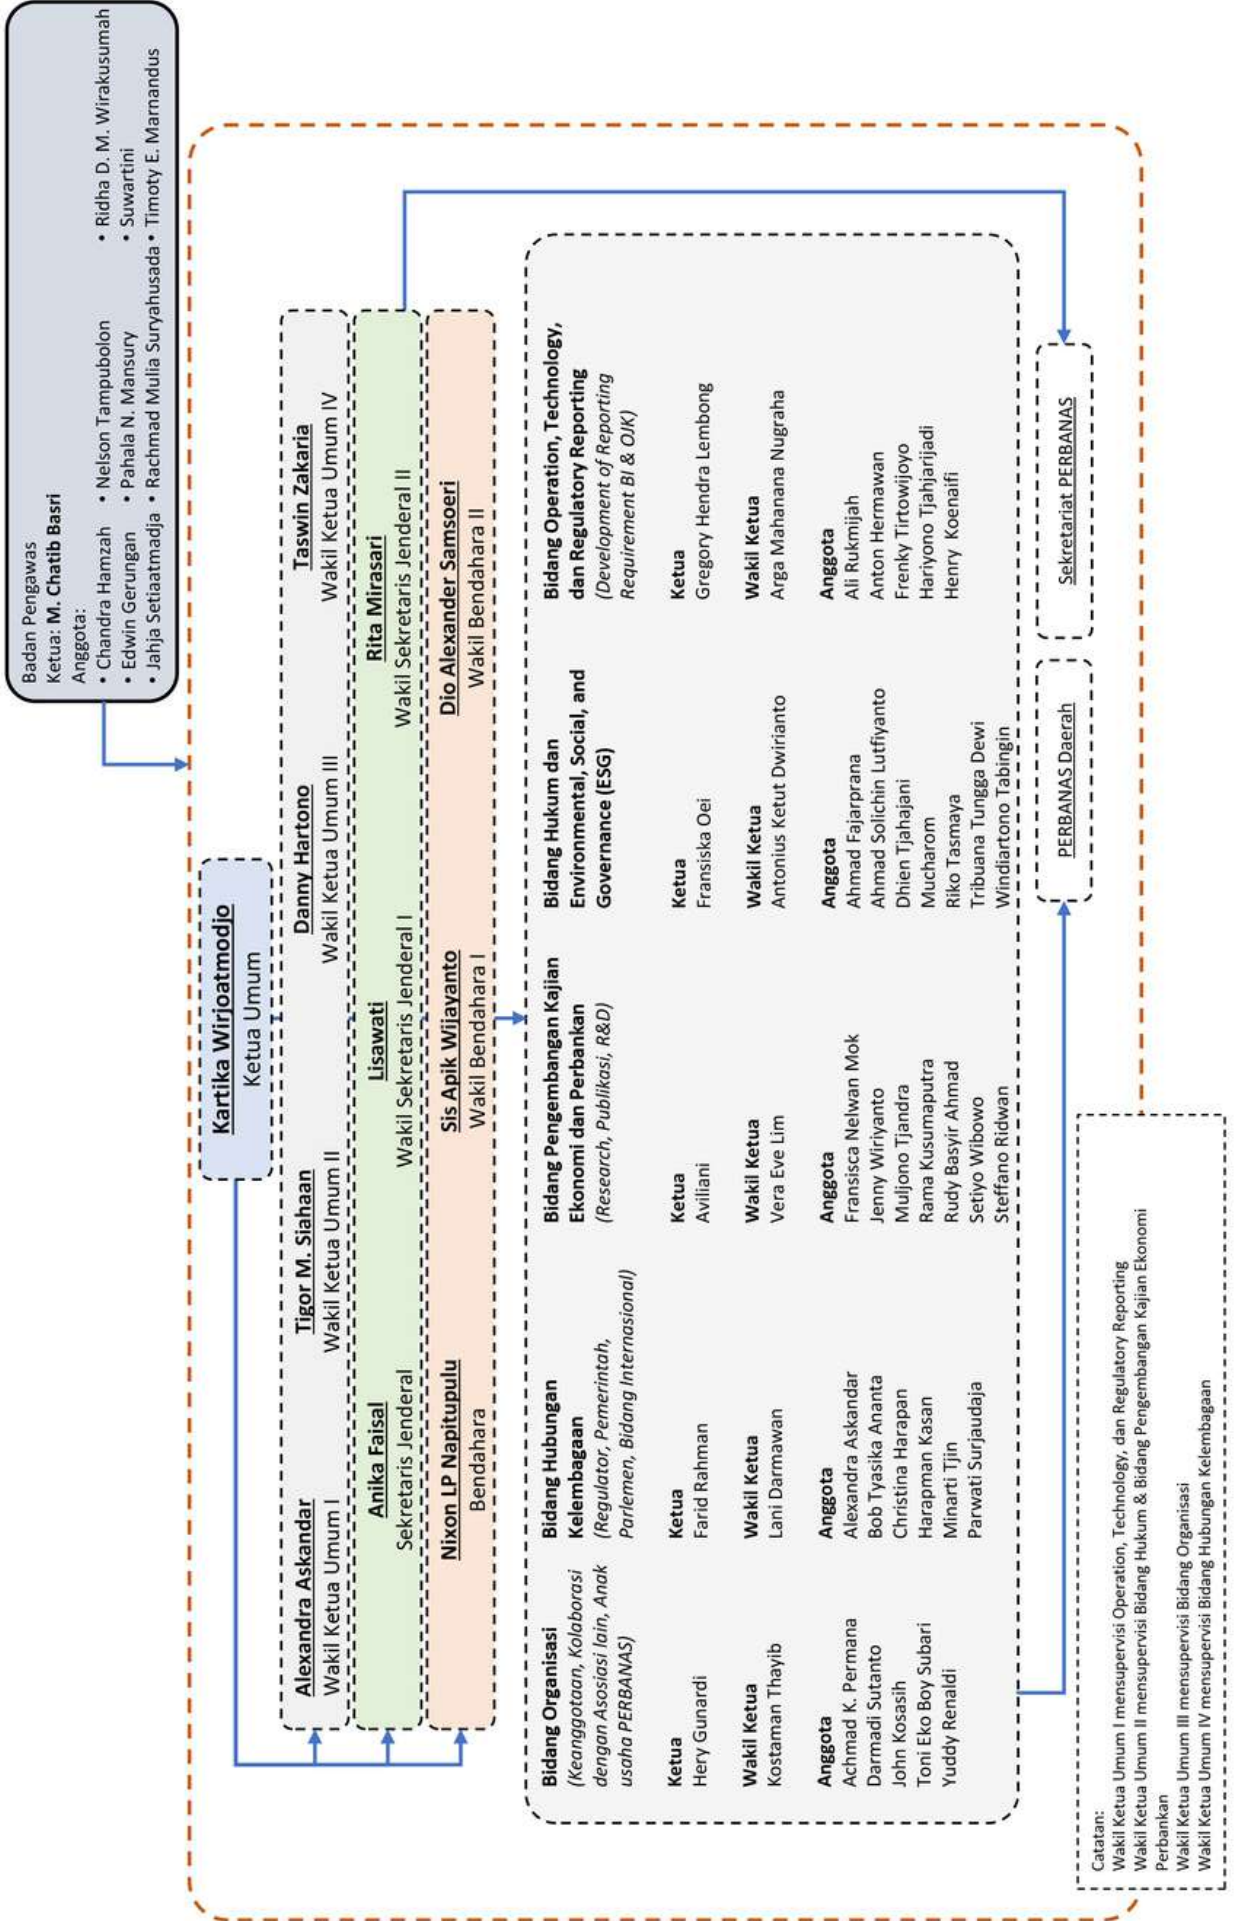 Badan Pengawas
Ketua: M. Chatib Basri
Anggota:
• Chandra Hamzah
• Nelson Tampubolon
• Ridha D. M. Wirakusumah
• Edwin Gerungan
• Pahala N. Mansury
• Suwartini
• Jahja Setiaatmadja
• Rachmad Mulia Suryahusada
• Timoty E. Marnandus
Kartika Wirjoatmodjo
Ketua Umum
Alexandra Askandar
Wakil Ketua Umum I
Tigor M. Siahaan
Wakil Ketua Umum II
Danny Hartono
Wakil Ketua Umum III
Taswin Zakaria
Wakil Ketua Umum IV
Anika Faisal
Sekretaris Jenderal
Lisawati
Wakil Sekretaris Jenderal I
Rita Mirasari
Wakil Sekretaris Jenderal II
Nixon LP Napitupulu
Bendahara
Sis Apik Wijayanto
Wakil Bendahara I
Dio Alexander Samsoeri
Wakil Bendahara II
Bidang Organisasi
(Keanggotaan, Kolaborasi
dengan Asosiasi lain, Anak
usaha PERBANAS)
Ketua
Hery Gunardi
Wakil Ketua
Kostaman Thayib
Anggota
Achmad K. Permana
Darmadi Sutanto
John Kosasih
Toni Eko Boy Subari
Yuddy Renaldi
Bidang Hubungan
Kelembagaan
(Regulator, Pemerintah,
Parlemen, Bidang Internasional)
Ketua
Farid Rahman
Wakil Ketua
Lani Darmawan
Anggota
Alexandra Askandar
Bob Tyasika Ananta
Christina Harapan
Harapman Kasan
Minarti Tjin
Parwati Surjaudaja
Bidang Pengembangan Kajian
Ekonomi dan Perbankan
(Research, Publikasi, R&D)
Ketua
Aviliani
Wakil Ketua
Vera Eve Lim
Anggota
Fransisca Nelwan Mok
Jenny Wiriyanto
Muljono Tjandra
Rama Kusumaputra
Rudy Basyir Ahmad
Setiyo Wibowo
Steffano Ridwan
Bidang Hukum dan
Environmental, Social, and
Governance (ESG)
Ketua
Fransiska Oei
Wakil Ketua
Antonius Ketut Dwirianto
Anggota
Ahmad Fajarprana
Ahmad Solichin Lutfiyanto
Dhien Tjahajani
Mucharom
Riko Tasmaya
Tribuana Tungga Dewi
Windiartono Tabingin
Bidang Operation, Technology,
dan Regulatory Reporting
(Development of Reporting
Requirement BI & OJK)
Ketua
Gregory Hendra Lembong
Wakil Ketua
Arga Mahanana Nugraha
Anggota
Ali Rukmijah
Anton Hermawan
Frenky Tirtowijoyo
Hariyono Tjahjarijadi
Henry Koenaifi
PERBANAS Daerah
Sekretariat PERBANAS
Catatan:
Wakil Ketua Umum I mensupervisi Operation, Technology, dan Regulatory Reporting
Wakil Ketua Umum II mensupervisi Bidang Hukum & Bidang Pengembangan Kajian Ekonomi
Perbankan
Wakil Ketua Umum III mensupervisi Bidang Organisasi
Wakil Ketua Umum IV mensupervisi Bidang Hubungan Kelembagaan